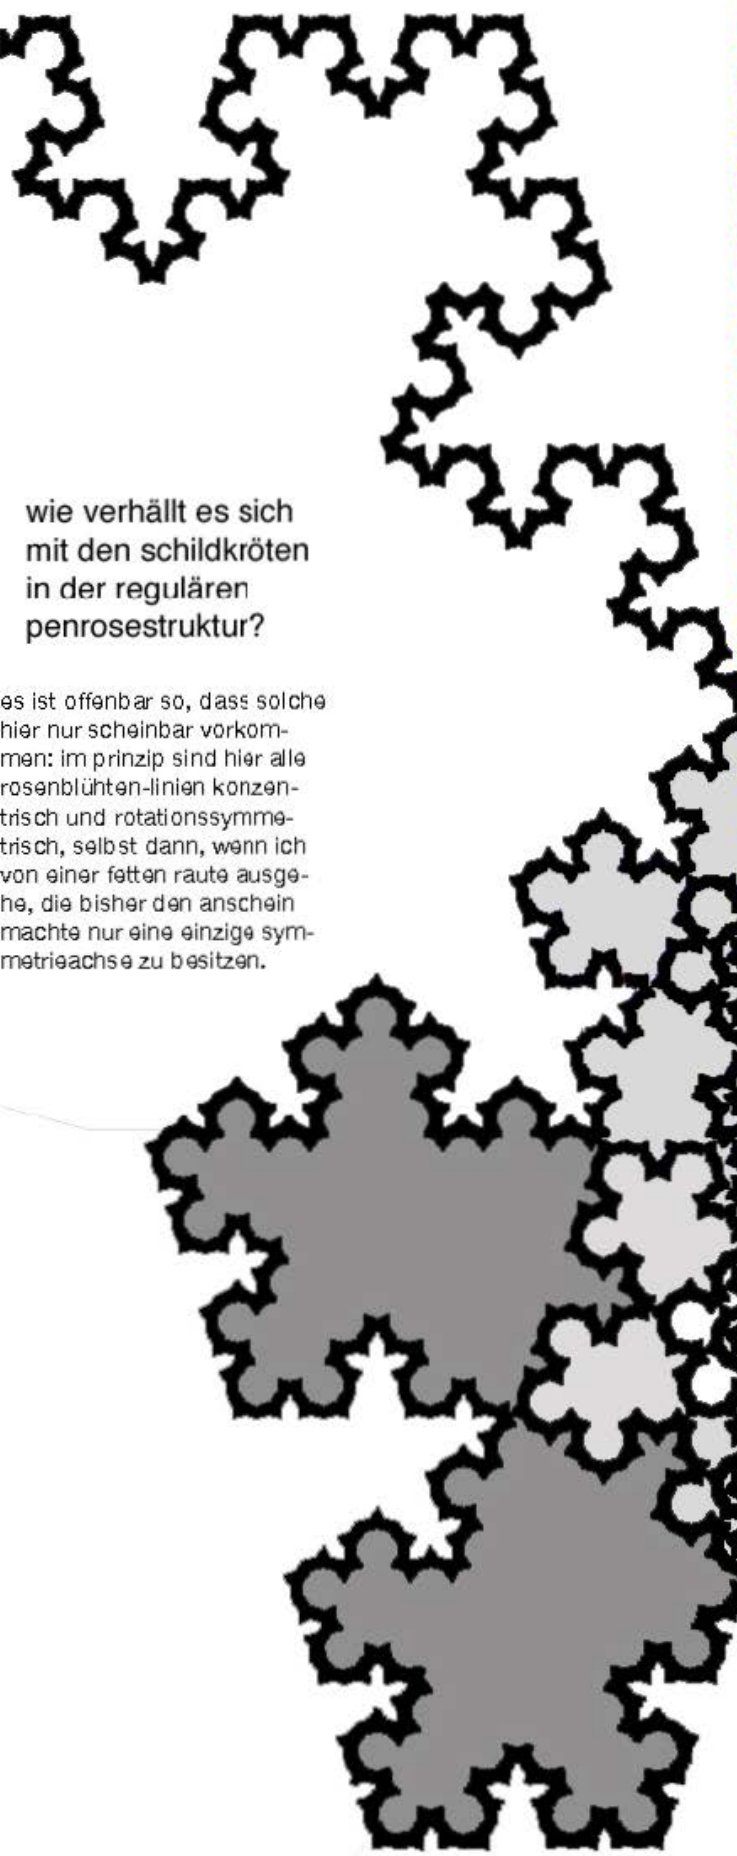 wie verhällt es sich
mit den schildkröten
in der regulären
penrosestruktur?
es ist offenbar so, dass solche
hier nur scheinbar vorkom-
men: im prinzip sind hier alle
rosenblühten-linien konzen-
trisch und rotationssymme-
trisch, selbst dann, wenn ich
von einer fetten raute ausge-
he, die bisher den anschein
machte nur eine einzige sym-
metrieachse zu besitzen.